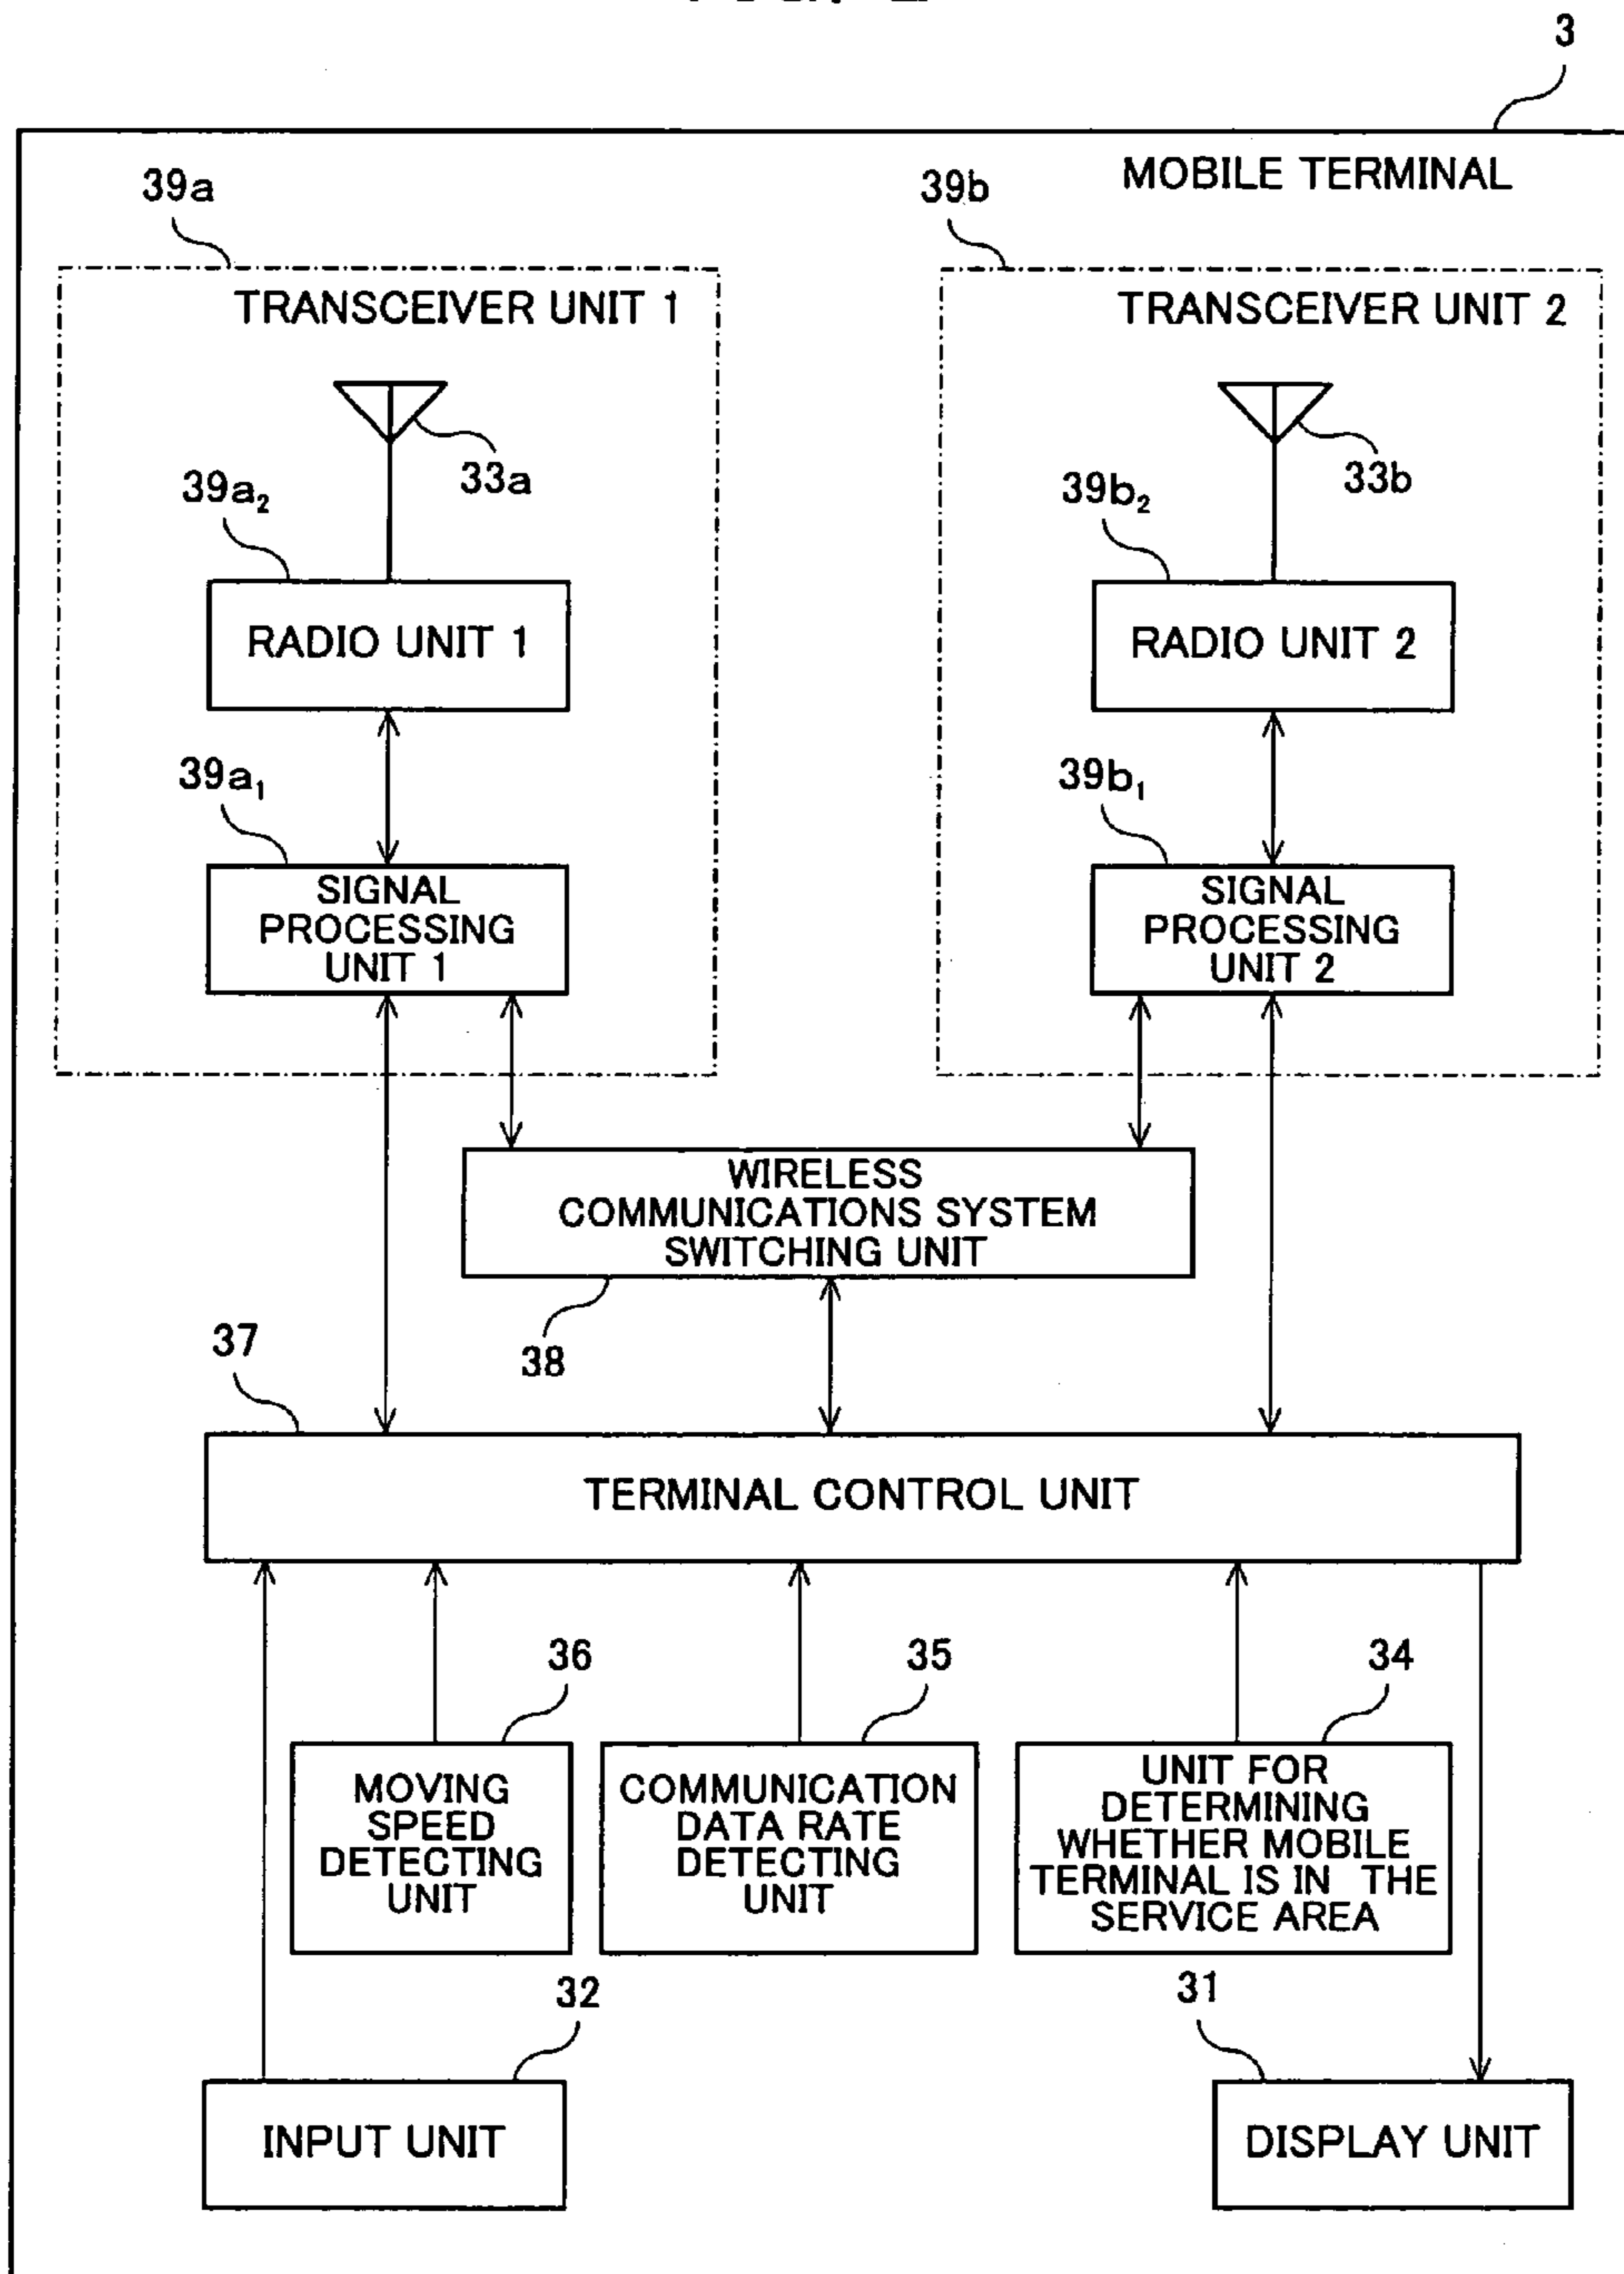 3
MOBILE TERMINAL
39a
39b
TRANSCEIVER UNIT 1
TRANSCEIVER UNIT 2
33a
33b
39a₂
39b₂
RADIO UNIT 1
RADIO UNIT 2
39a₁
39b₁
SIGNAL
PROCESSING
UNIT 1
SIGNAL
PROCESSING
UNIT 2
WIRELESS
COMMUNICATIONS SYSTEM
SWITCHING UNIT
38
37
TERMINAL CONTROL UNIT
36
35
34
MOVING
SPEED
DETECTING
UNIT
COMMUNICATION
DATA RATE
DETECTING
UNIT
UNIT FOR
DETERMINING
WHETHER MOBILE
TERMINAL IS IN THE
SERVICE AREA
32
31
INPUT UNIT
DISPLAY UNIT